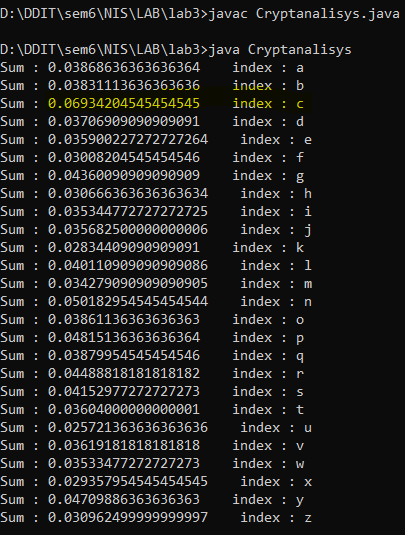 D:\DDIT\sem6\NIS\LAB\lab3>javac Cryptanalisys.java
D:\DDIT\sem6\NIS\LAB\lab3>java Cryptanalisys
Sum : 0.03868636363636364 index : a
Sum : 0.03831113636363636 index : b
Sum : 0.06934204545454545 index : c
Sum : 0.03706909090909091 index : d
Sum : 0.035900227272727264 index : e
Sum : 0.03008204545454546 index : f
Sum : 0.04360090909090909 index : g
Sum : 0.030666363636363634 index : h
Sum : 0.035344772727272725 index : i
Sum : 0.035682500000000006 index : j
Sum : 0.02834409090909091 index : k
Sum : 0.040110909090909086 index : l
Sum : 0.034279090909090905 index : m
Sum : 0.050182954545454544 index : n
Sum : 0.03861136363636363 index : o
Sum : 0.04815136363636364 index : p
Sum : 0.03879954545454546 index : q
Sum : 0.04488818181818182 index : r
Sum : 0.04152977272727273 index : s
Sum : 0.03604000000000001 index : t
Sum : 0.025721363636363636 index : u
Sum : 0.03619181818181818 index : v
Sum : 0.03533477272727273 index : w
Sum : 0.029357954545454545 index : x
Sum : 0.04709886363636363 index : y
Sum : 0.030962499999999997 index : z